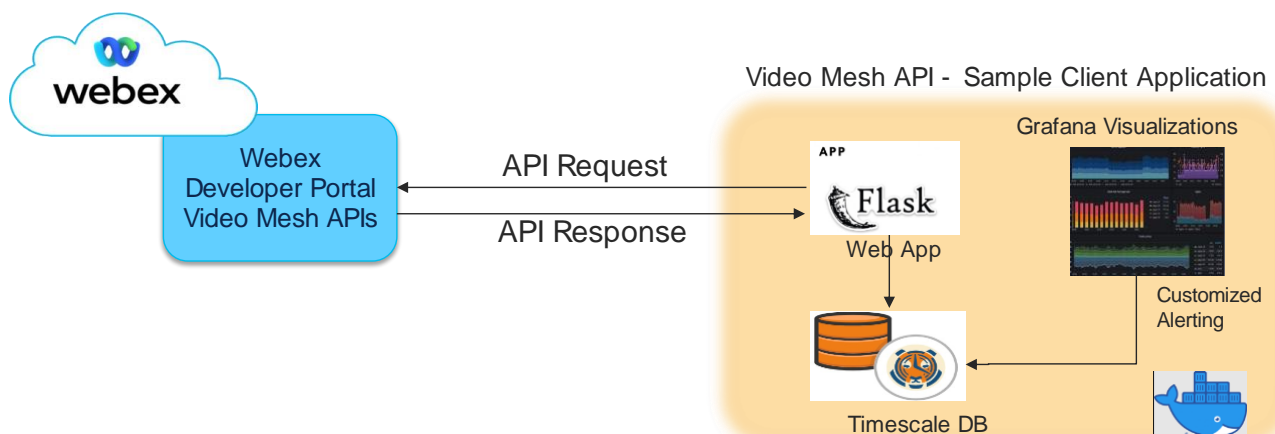 webex
Webex
Developer Portal
Video Mesh APIs
API Request
API Response
Video Mesh API - Sample Client Application
APP
Flask
Web App
Grafana Visualizations
Customized
Alerting
Timescale DB